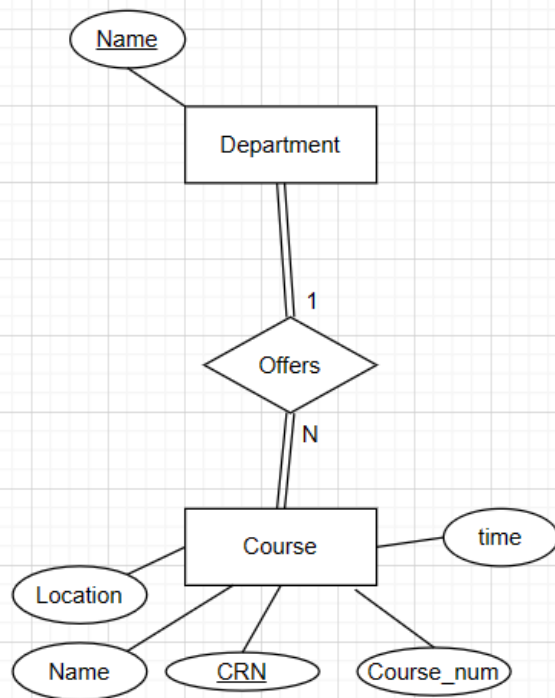 Name
Department
1
Offers
N
Course
time
Location
Name
CRN
Course_num